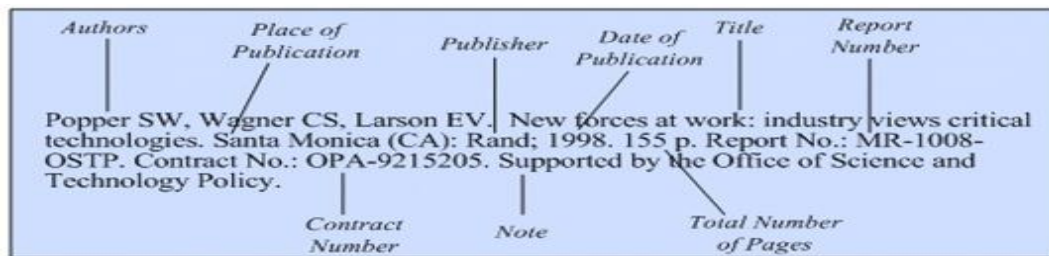 Authors
Place of
Publication
Publisher
Date of
Publication
Title
Report
Number
Popper SW, Wagner CS, Larson EV. New forces at work: industry views critical
technologies. Santa Monica (CA): Rand; 1998. 155 p. Report No.: MR-1008-
OSTP. Contract No.: OPA-9215205. Supported by the Office of Science and
Technology Policy.
Contract
Number
Note
Total Number
of Pages